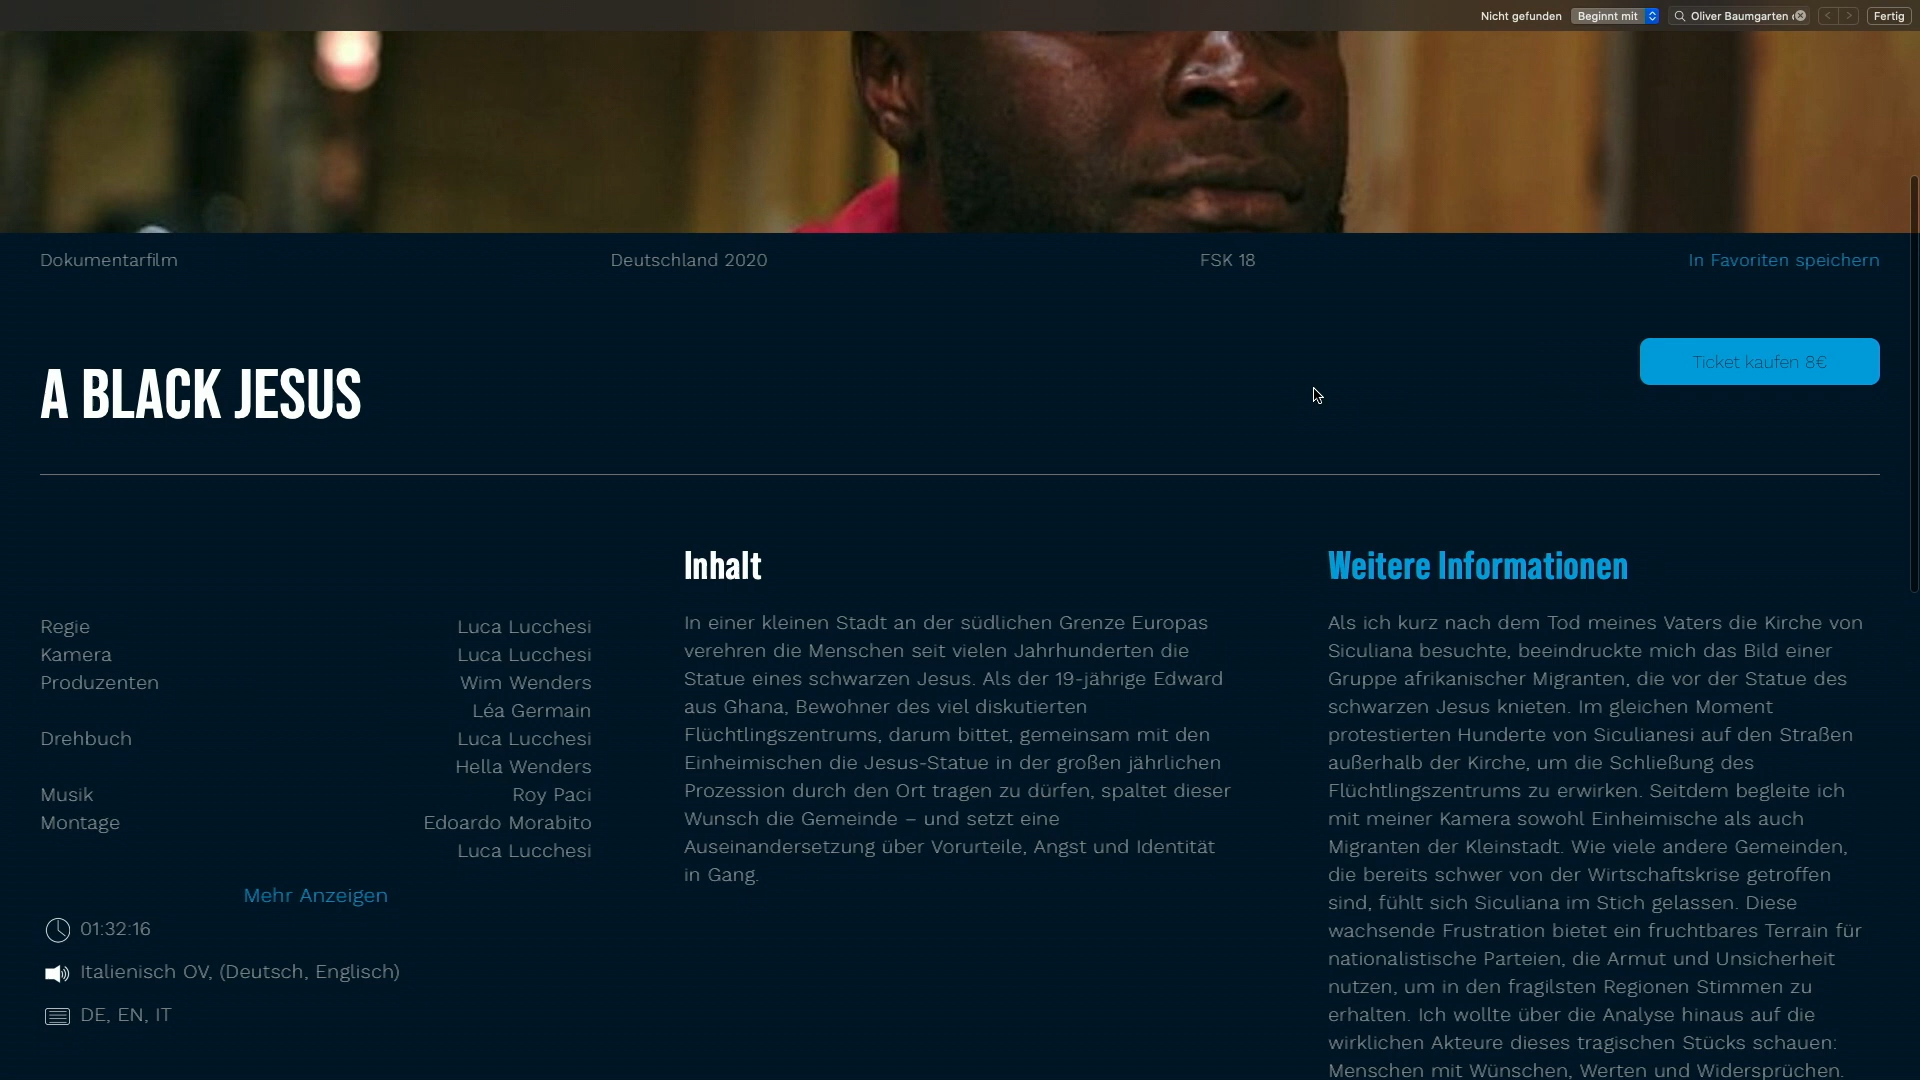 Nicht gefunden
Beginnt mit
Oliver Baumgarten
Fertig
Dokumentarfilm
Deutschland 2020
FSK 18
In Favoriten speichern
Ticket kaufen 8€
A BLACK JESUS
Regie Luca Lucchesi
Kamera Luca Lucchesi
Produzenten Wim Wenders
Léa Germain
Drehbuch Luca Lucchesi
Hella Wenders
Musik Roy Paci
Montage Edoardo Morabito
Luca Lucchesi
Mehr Anzeigen
01:32:16
Italienisch OV, (Deutsch, Englisch)
DE, EN, IT
Inhalt
In einer kleinen Stadt an der südlichen Grenze Europas
verehren die Menschen seit vielen Jahrhunderten die
Statue eines schwarzen Jesus. Als der 19-jährige Edward
aus Ghana, Bewohner des viel diskutierten
Flüchtlingszentrums, darum bittet, gemeinsam mit den
Einheimischen die Jesus-Statue in der großen jährlichen
Prozession durch den Ort tragen zu dürfen, spaltet dieser
Wunsch die Gemeinde – und setzt eine
Auseinandersetzung über Vorurteile, Angst und Identität
in Gang.
Weitere Informationen
Als ich kurz nach dem Tod meines Vaters die Kirche von
Siculiana besuchte, beeindruckte mich das Bild einer
Gruppe afrikanischer Migranten, die vor der Statue des
schwarzen Jesus knieten. Im gleichen Moment
protestierten Hunderte von Siculianesi auf den Straßen
außerhalb der Kirche, um die Schließung des
Flüchtlingszentrums zu erwirken. Seitdem begleite ich
mit meiner Kamera sowohl Einheimische als auch
Migranten der Kleinstadt. Wie viele andere Gemeinden,
die bereits schwer von der Wirtschaftskrise getroffen
sind, fühlt sich Siculiana im Stich gelassen. Diese
wachsende Frustration bietet ein fruchtbares Terrain für
nationalistische Parteien, die Armut und Unsicherheit
nutzen, um in den fragilsten Regionen Stimmen zu
erhalten. Ich wollte über die Analyse hinaus auf die
wirklichen Akteure dieses tragischen Stücks schauen:
Menschen mit Wünschen, Werten und Widersprüchen.